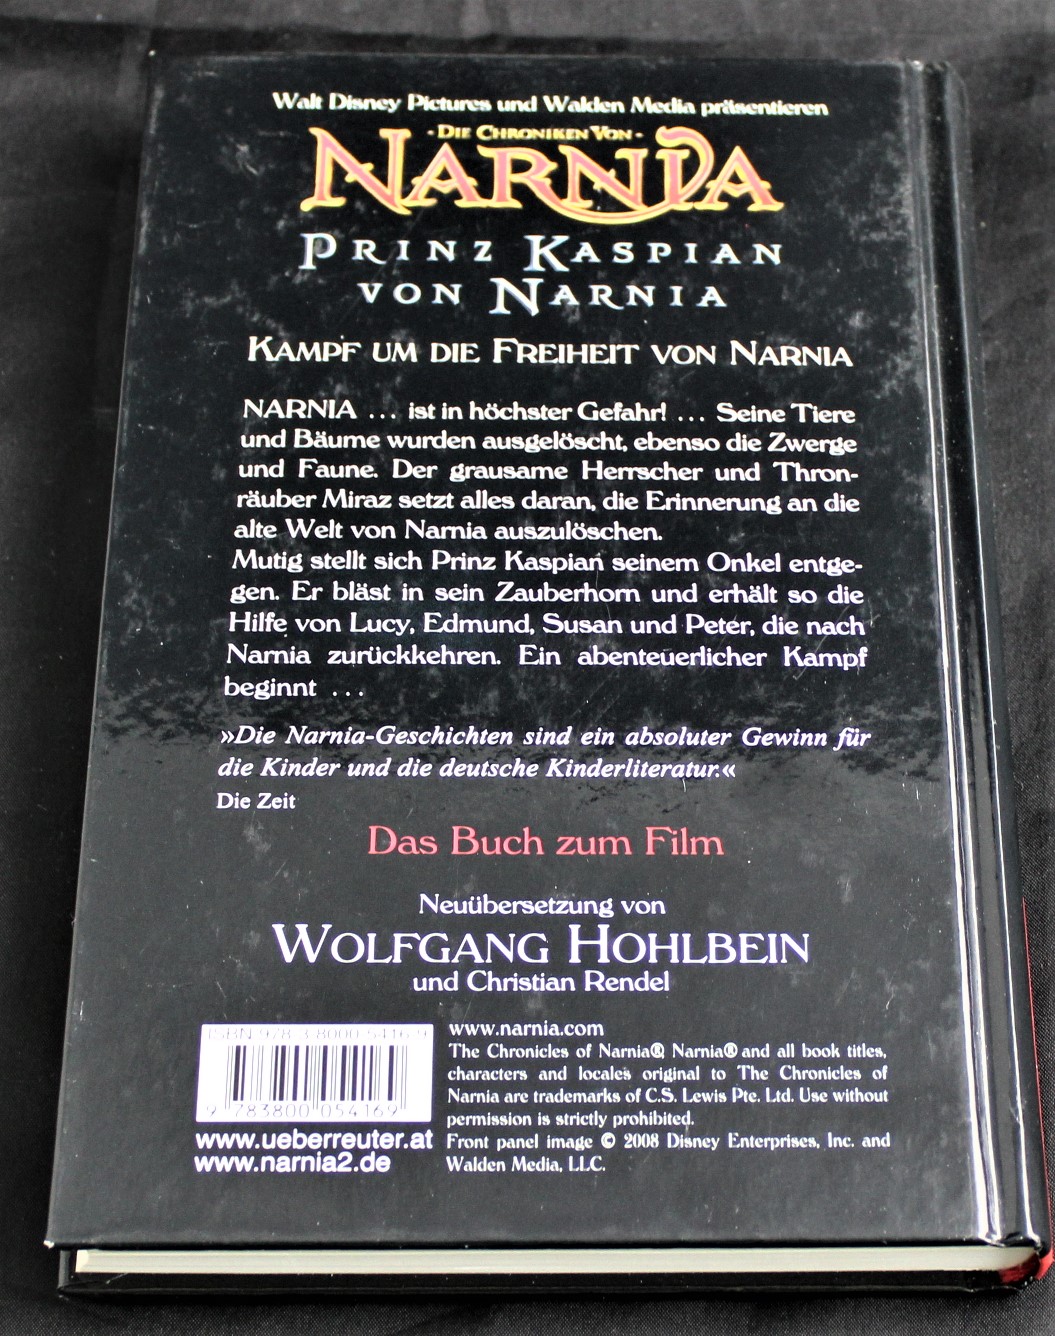 Walt Disney Pictures und Walden Media präsentieren
· DIE CHRONIKEN VON ·
NARNIA
PRINZ KASPIAN
VON NARNIA
KAMPF UM DIE FREIHEIT VON NARNIA
NARNIA ... ist in höchster Gefahr! ... Seine Tiere
und Bäume wurden ausgelöscht, ebenso die Zwerge
und Faune. Der grausame Herrscher und Thron-
räuber Miraz setzt alles daran, die Erinnerung an die
alte Welt von Narnia auszulöschen.
Mutig stellt sich Prinz Kaspian seinem Onkel entge-
gen. Er bläst in sein Zauberhorn und erhält so die
Hilfe von Lucy, Edmund, Susan und Peter, die nach
Narnia zurückkehren. Ein abenteuerlicher Kampf
beginnt ...
»Die Narnia-Geschichten sind ein absoluter Gewinn für
die Kinder und die deutsche Kinderliteratur.«
Die Zeit
Das Buch zum Film
Neuübersetzung von
WOLFGANG HOHLBEIN
und Christian Rendel
ISBN 978-3-8000-5416-9
9 783800 054169
www.ueberreuter.at
www.narnia2.de
www.narnia.com
The Chronicles of Narnia®, Narnia® and all book titles,
characters and locales original to The Chronicles of
Narnia are trademarks of C.S. Lewis Pte. Ltd. Use without
permission is strictly prohibited.
Front panel image © 2008 Disney Enterprises, Inc. and
Walden Media, LLC.